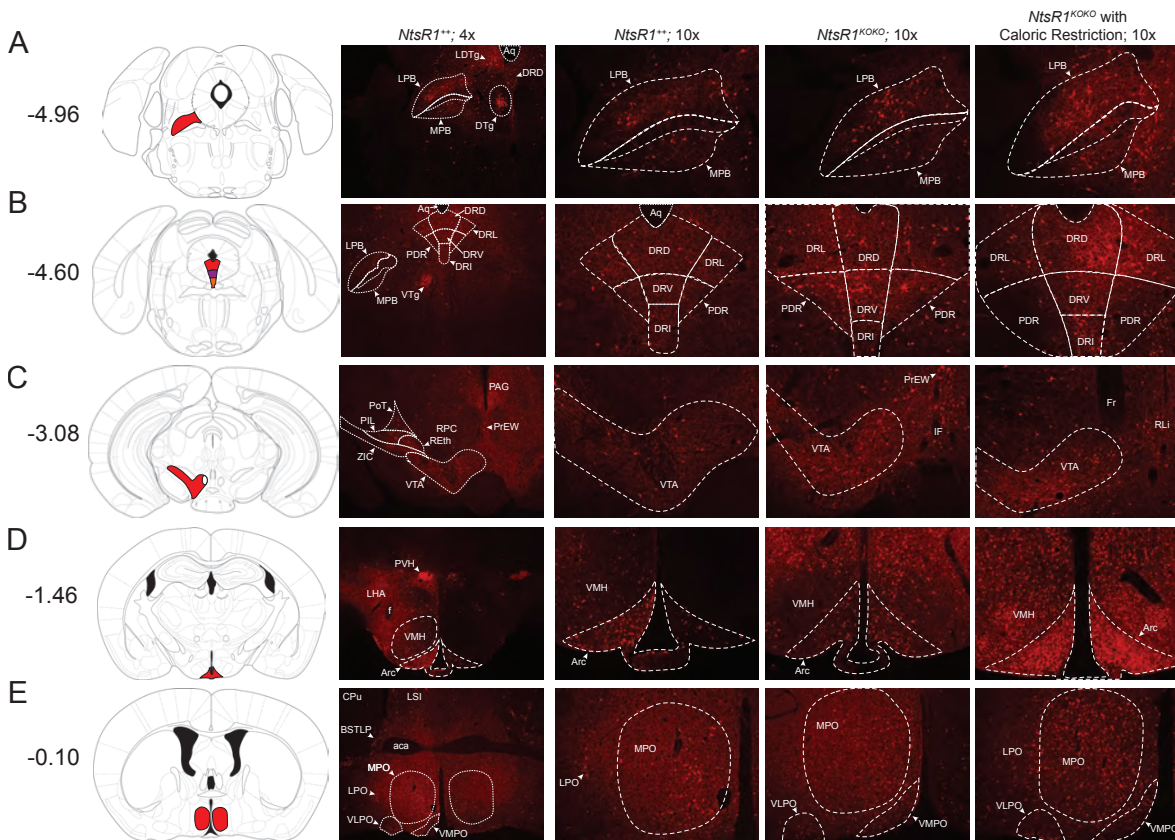 NtsR1++; 4x
NtsR1++; 10x
NtsR1KOKO; 10x
NtsR1KOKO with
Caloric Restriction; 10x
A
-4.96
LDTg
Aq
DRD
LPB
MPB
DTg
LPB
MPB
LPB
MPB
LPB
MPB
B
-4.60
Aq
DRD
DRL
LPB
PDR
DRV
DRI
MPB
VTg
Aq
DRD
DRL
DRV
PDR
DRI
DRL
DRD
DRV
PDR
PDR
DRI
DRD
DRL
DRL
DRV
PDR
PDR
DRI
C
-3.08
PAG
PoT
PIL
RPC
PrEW
REth
ZIC
VTA
VTA
PrEW
IF
VTA
Fr
RLi
VTA
D
-1.46
PVH
LHA
f
VMH
Arc
VMH
Arc
VMH
Arc
VMH
Arc
E
-0.10
CPu
LSI
BSTLP
aca
MPO
LPO
VLPO
VMPO
MPO
LPO
MPO
VLPO
VMPO
LPO
MPO
VLPO
VMP